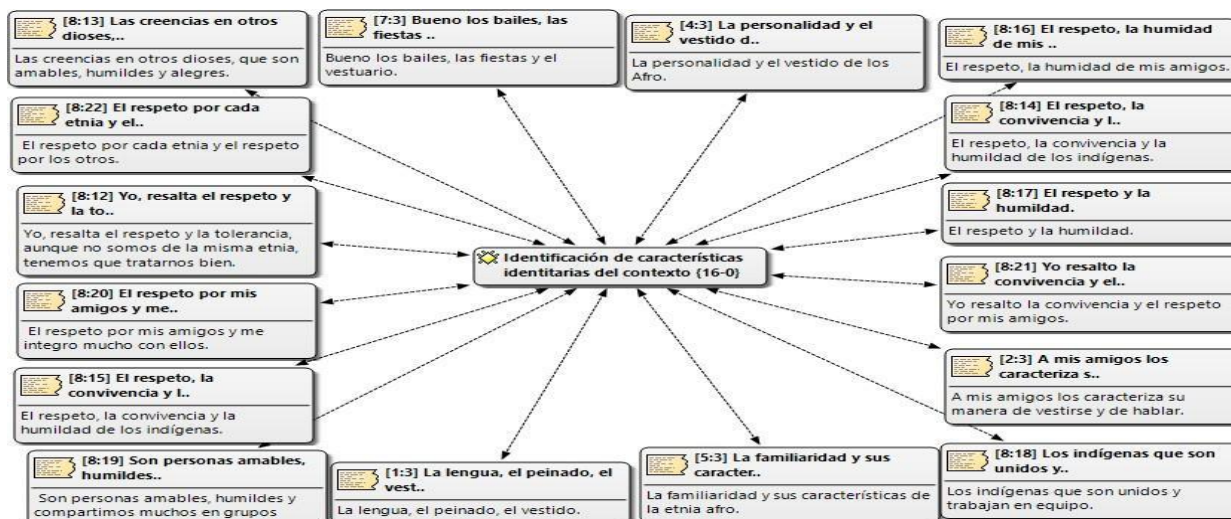 [8:13] Las creencias en otros
dioses,..
Las creencias en otros dioses, que son
amables, humildes y alegres.
[7:3] Bueno los bailes, las
fiestas ..
Bueno los bailes, las fiestas y el
vestuario.
[4:3] La personalidad y el
vestido d..
La personalidad y el vestido de los
Afro.
[8:16] El respeto, la humidad
de mis ..
El respeto, la humidad de mis amigos.
[8:22] El respeto por cada
etnia y el..
El respeto por cada etnia y el respeto
por los otros.
[8:14] El respeto, la
convivencia y l..
El respeto, la convivencia y la
humildad de los indígenas.
[8:12] Yo, resalta el respeto y
la to..
Yo, resalta el respeto y la tolerancia,
aunque no somos de la misma etnia,
tenemos que tratarnos bien.
[8:17] El respeto y la
humildad.
El respeto y la humildad.
Identificación de características
identitarias del contexto {16-0}
[8:20] El respeto por mis
amigos y me..
El respeto por mis amigos y me
integro mucho con ellos.
[8:21] Yo resalto la
convivencia y el..
Yo resalto la convivencia y el respeto
por mis amigos.
[8:15] El respeto, la
convivencia y l..
El respeto, la convivencia y la
humildad de los indígenas.
[2:3] A mis amigos los
caracteriza s..
A mis amigos los caracteriza su
manera de vestirse y de hablar.
[8:19] Son personas amables,
humildes..
Son personas amables, humildes y
compartimos muchos en grupos
[1:3] La lengua, el peinado, el
vest..
La lengua, el peinado, el vestido.
[5:3] La familiaridad y sus
caracter..
La familiaridad y sus características de
la etnia afro.
[8:18] Los indígenas que son
unidos y..
Los indígenas que son unidos y
trabajan en equipo.